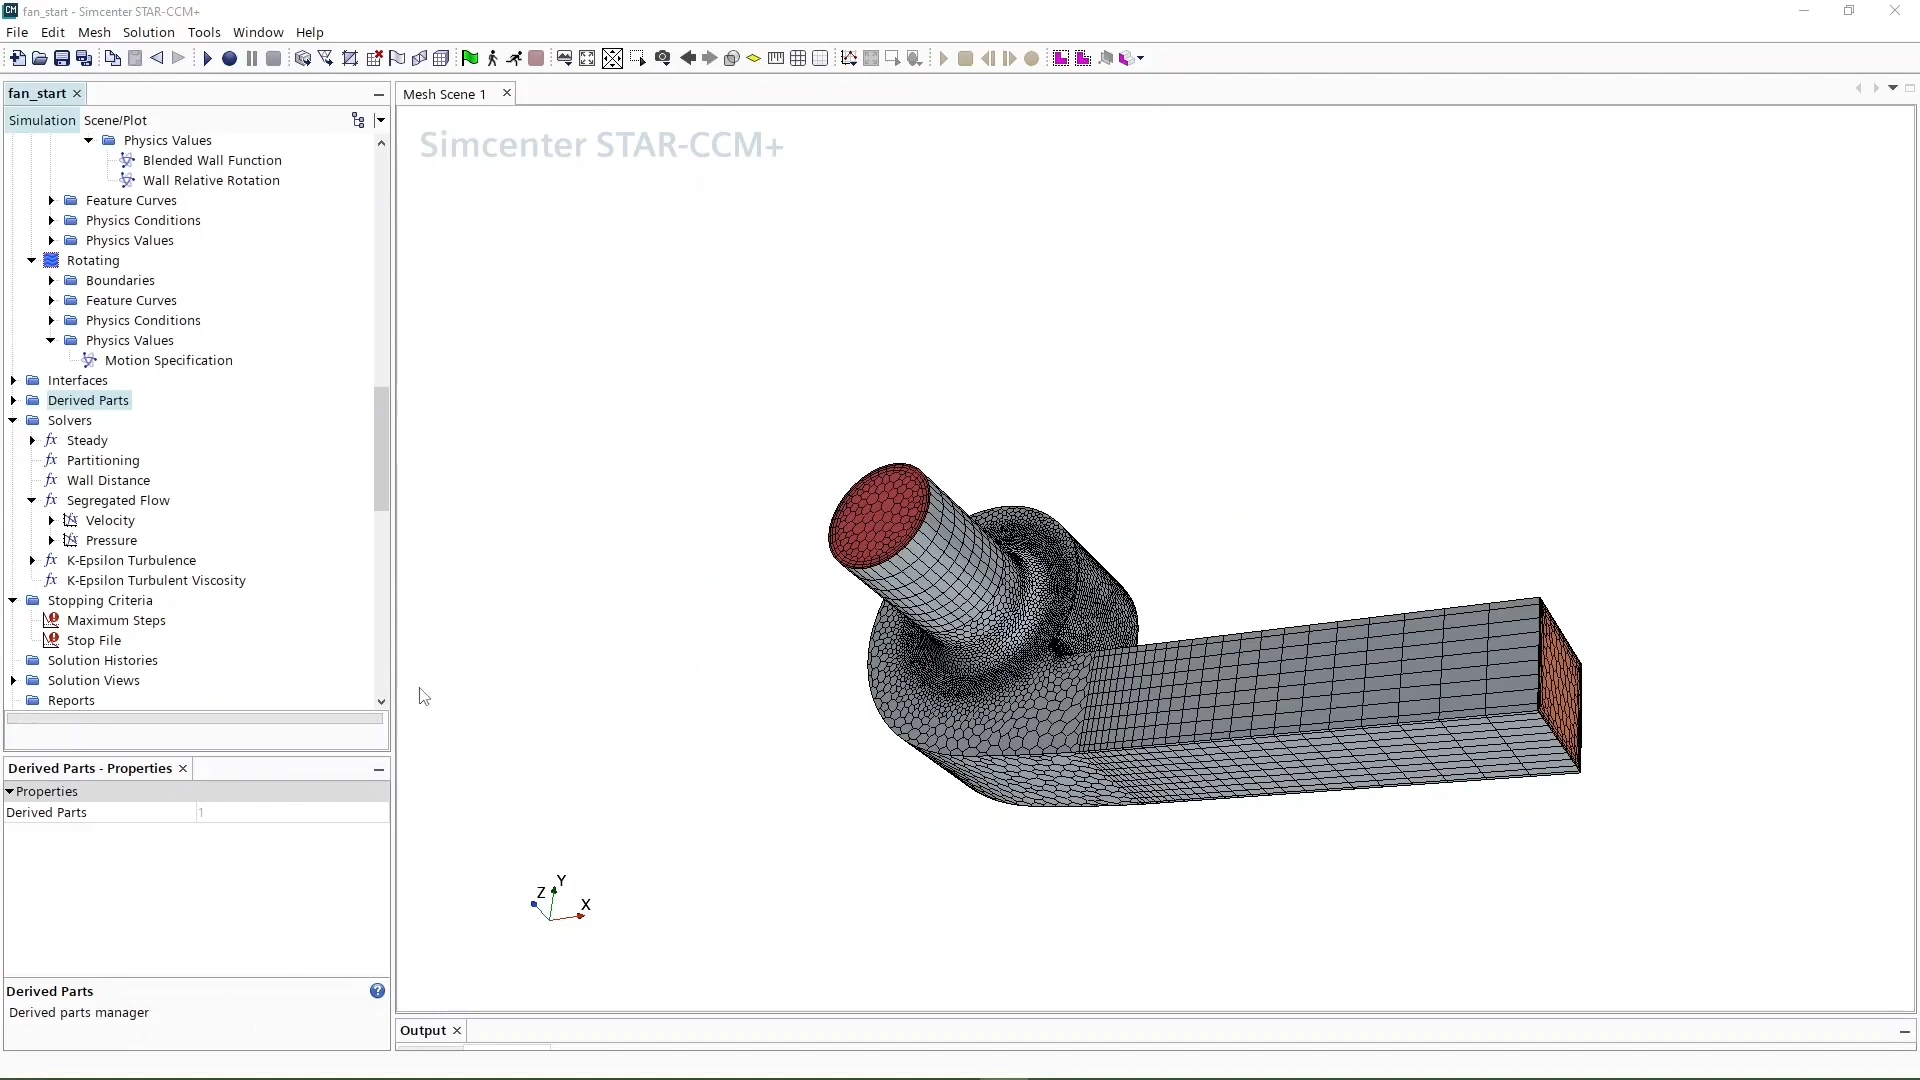 fan_start - Simcenter STAR-CCM+
File Edit Mesh Solution Tools Window Help
fan_start
Mesh Scene 1
Simulation Scene/Plot
Simcenter STAR-CCM+
Physics Values
Blended Wall Function
Wall Relative Rotation
Feature Curves
Physics Conditions
Physics Values
Rotating
Boundaries
Feature Curves
Physics Conditions
Physics Values
Motion Specification
Interfaces
Derived Parts
Solvers
Steady
Partitioning
Wall Distance
Segregated Flow
Velocity
Pressure
K-Epsilon Turbulence
K-Epsilon Turbulent Viscosity
Stopping Criteria
Maximum Steps
Stop File
Solution Histories
Solution Views
Reports
Derived Parts - Properties
Properties
Derived Parts 1
Y
Z
X
Derived Parts
Derived parts manager
Output